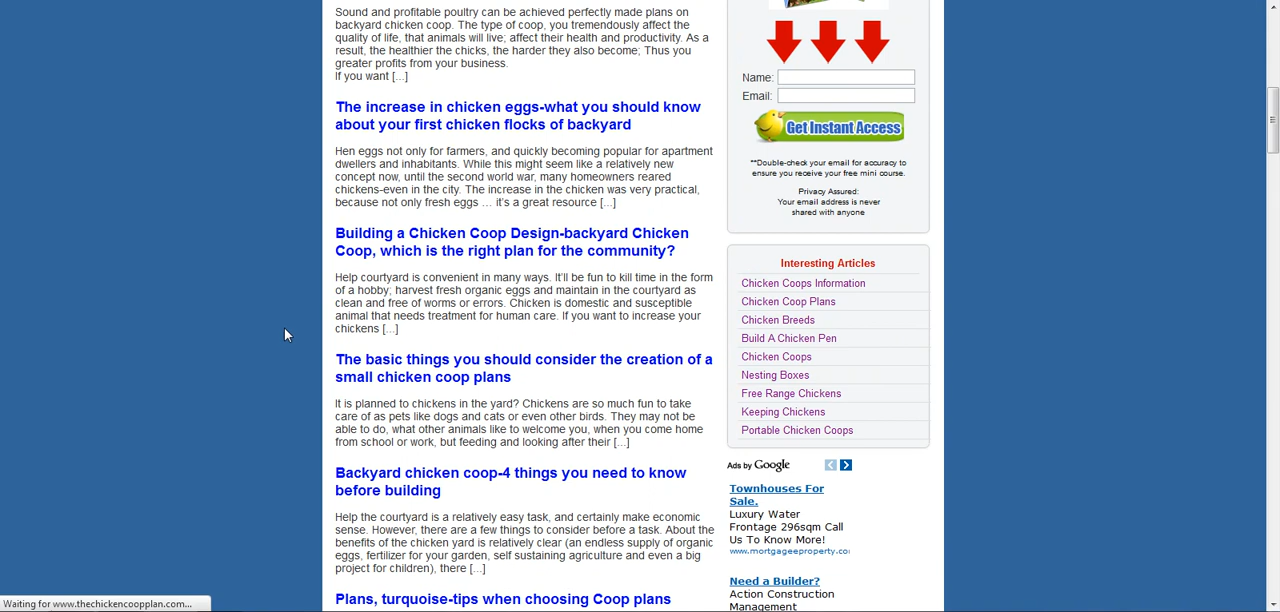 Sound and profitable poultry can be achieved perfectly made plans on
backyard chicken coop. The type of coop, you tremendously affect the
quality of life, that animals will live; affect their health and productivity. As a
result, the healthier the chicks, the harder they also become; Thus you
greater profits from your business.
If you want [...]
The increase in chicken eggs-what you should know
about your first chicken flocks of backyard
Hen eggs not only for farmers, and quickly becoming popular for apartment
dwellers and inhabitants. While this might seem like a relatively new
concept now, until the second world war, many homeowners reared
chickens-even in the city. The increase in the chicken was very practical,
because not only fresh eggs … it's a great resource [...]
Building a Chicken Coop Design-backyard Chicken
Coop, which is the right plan for the community?
Help courtyard is convenient in many ways. It'll be fun to kill time in the form
of a hobby; harvest fresh organic eggs and maintain in the courtyard as
clean and free of worms or errors. Chicken is domestic and susceptible
animal that needs treatment for human care. If you want to increase your
chickens [...]
The basic things you should consider the creation of a
small chicken coop plans
It is planned to chickens in the yard? Chickens are so much fun to take
care of as pets like dogs and cats or even other birds. They may not be
able to do, what other animals like to welcome you, when you come home
from school or work, but feeding and looking after their [...]
Backyard chicken coop-4 things you need to know
before building
Help the courtyard is a relatively easy task, and certainly make economic
sense. However, there are a few things to consider before a task. About the
benefits of the chicken yard is relatively clear (an endless supply of organic
eggs, fertilizer for your garden, self sustaining agriculture and even a big
project for children), there [...]
Plans, turquoise-tips when choosing Coop plans
Name:
Email:
Get Instant Access
**Double-check your email for accuracy to
ensure you receive your free mini course.
Privacy Assured:
Your email address is never
shared with anyone
Interesting Articles
Chicken Coops Information
Chicken Coop Plans
Chicken Breeds
Build A Chicken Pen
Chicken Coops
Nesting Boxes
Free Range Chickens
Keeping Chickens
Portable Chicken Coops
Ads by Google
Townhouses For
Sale.
Luxury Water
Frontage 296sqm Call
Us To Know More!
www.mortgageeproperty.co
Need a Builder?
Action Construction
Management
Waiting for www.thechickencoopplan.com...